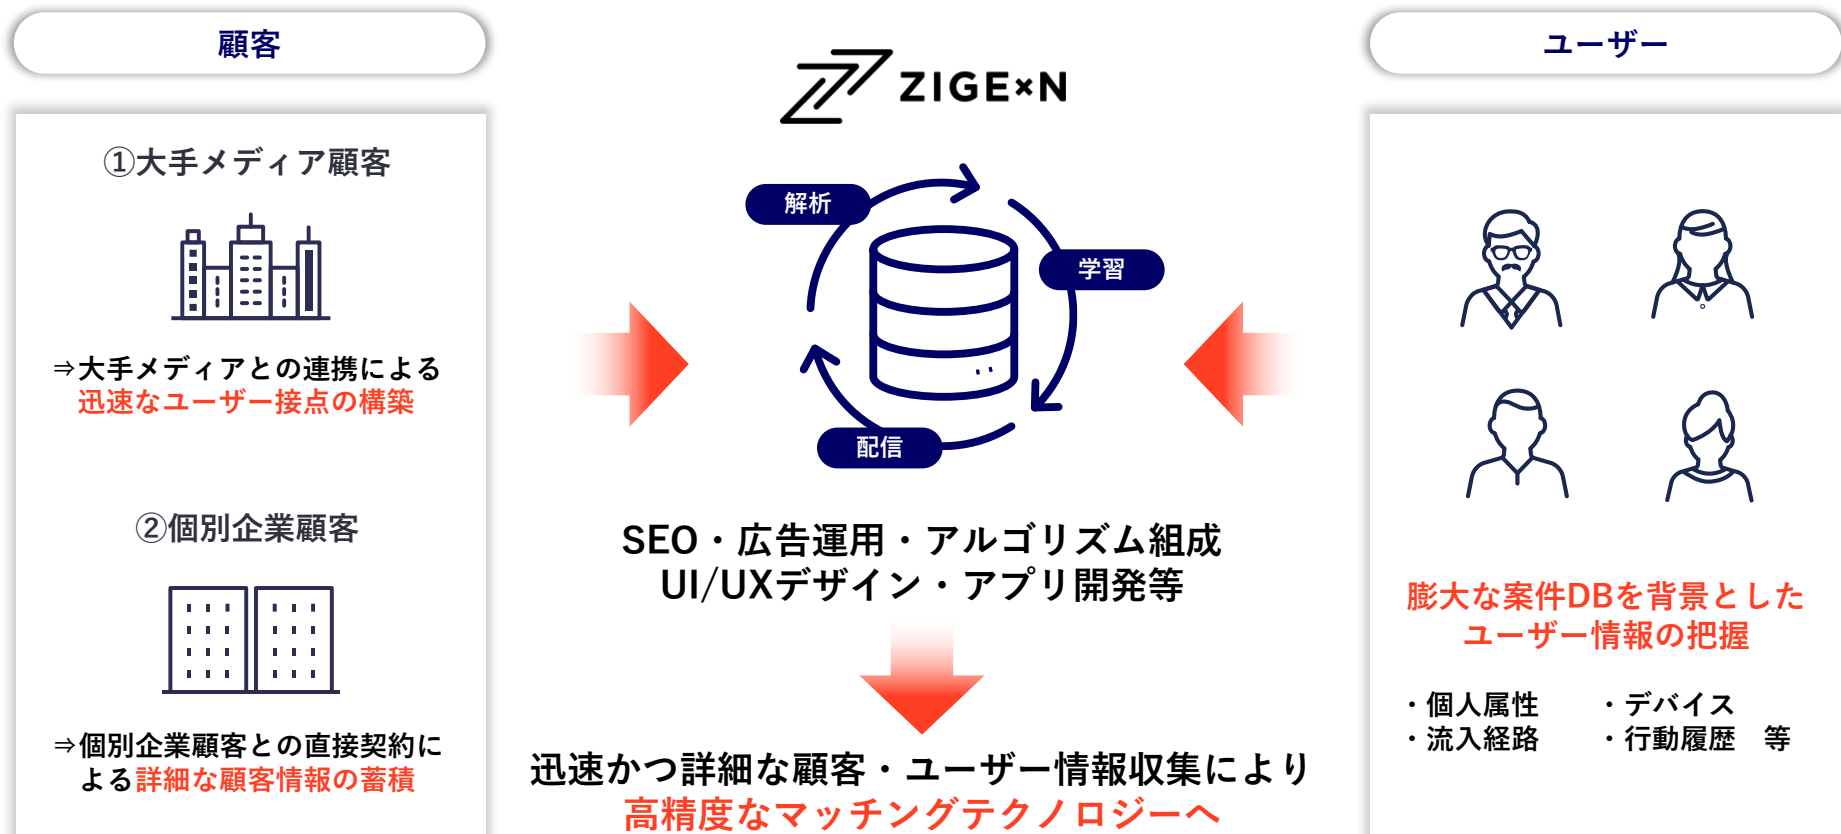 顧客
①大手メディア顧客
⇒大手メディアとの連携による
迅速なユーザー接点の構築
②個別企業顧客
⇒個別企業顧客との直接契約に
よる詳細な顧客情報の蓄積
ZIGE×N
解析
学習
配信
SEO・広告運用・アルゴリズム組成
UI/UXデザイン・アプリ開発等
迅速かつ詳細な顧客・ユーザー情報収集により
高精度なマッチングテクノロジーへ
ユーザー
膨大な案件DBを背景とした
ユーザー情報の把握
・個人属性 ・デバイス
・流入経路 ・行動履歴 等